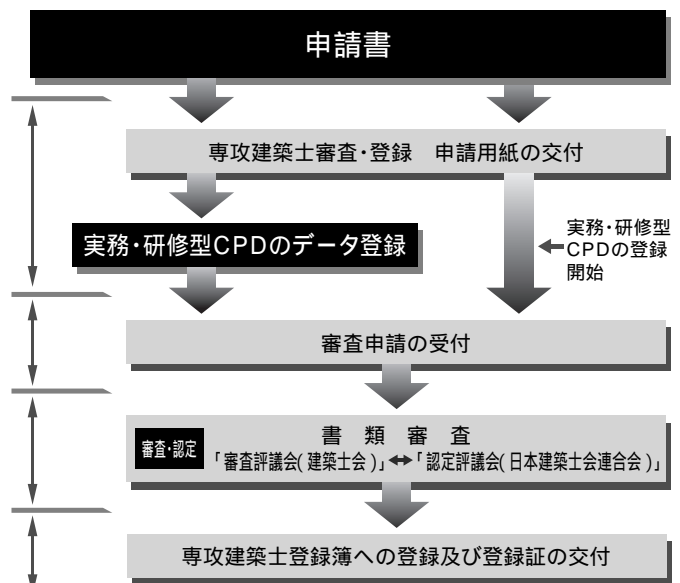 申請書
専攻建築士審査・登録　申請用紙の交付
実務・研修型CPDのデータ登録
実務・研修型
CPDの登録
開始
審査申請の受付
審査・認定
書　類　審　査
「審査評議会(建築士会)」↔「認定評議会(日本建築士会連合会)」
専攻建築士登録簿への登録及び登録証の交付